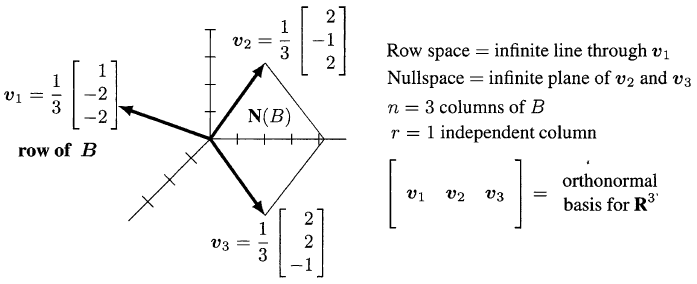 v₂ = 1/3 [2 -1 2]
v₁ = 1/3 [1 -2 -2]
row of B
N(B)
v₃ = 1/3 [2 2 -1]
Row space = infinite line through v₁
Nullspace = infinite plane of v₂ and v₃
n = 3 columns of B
r = 1 independent column
[v₁ v₂ v₃] = orthonormal
basis for R³